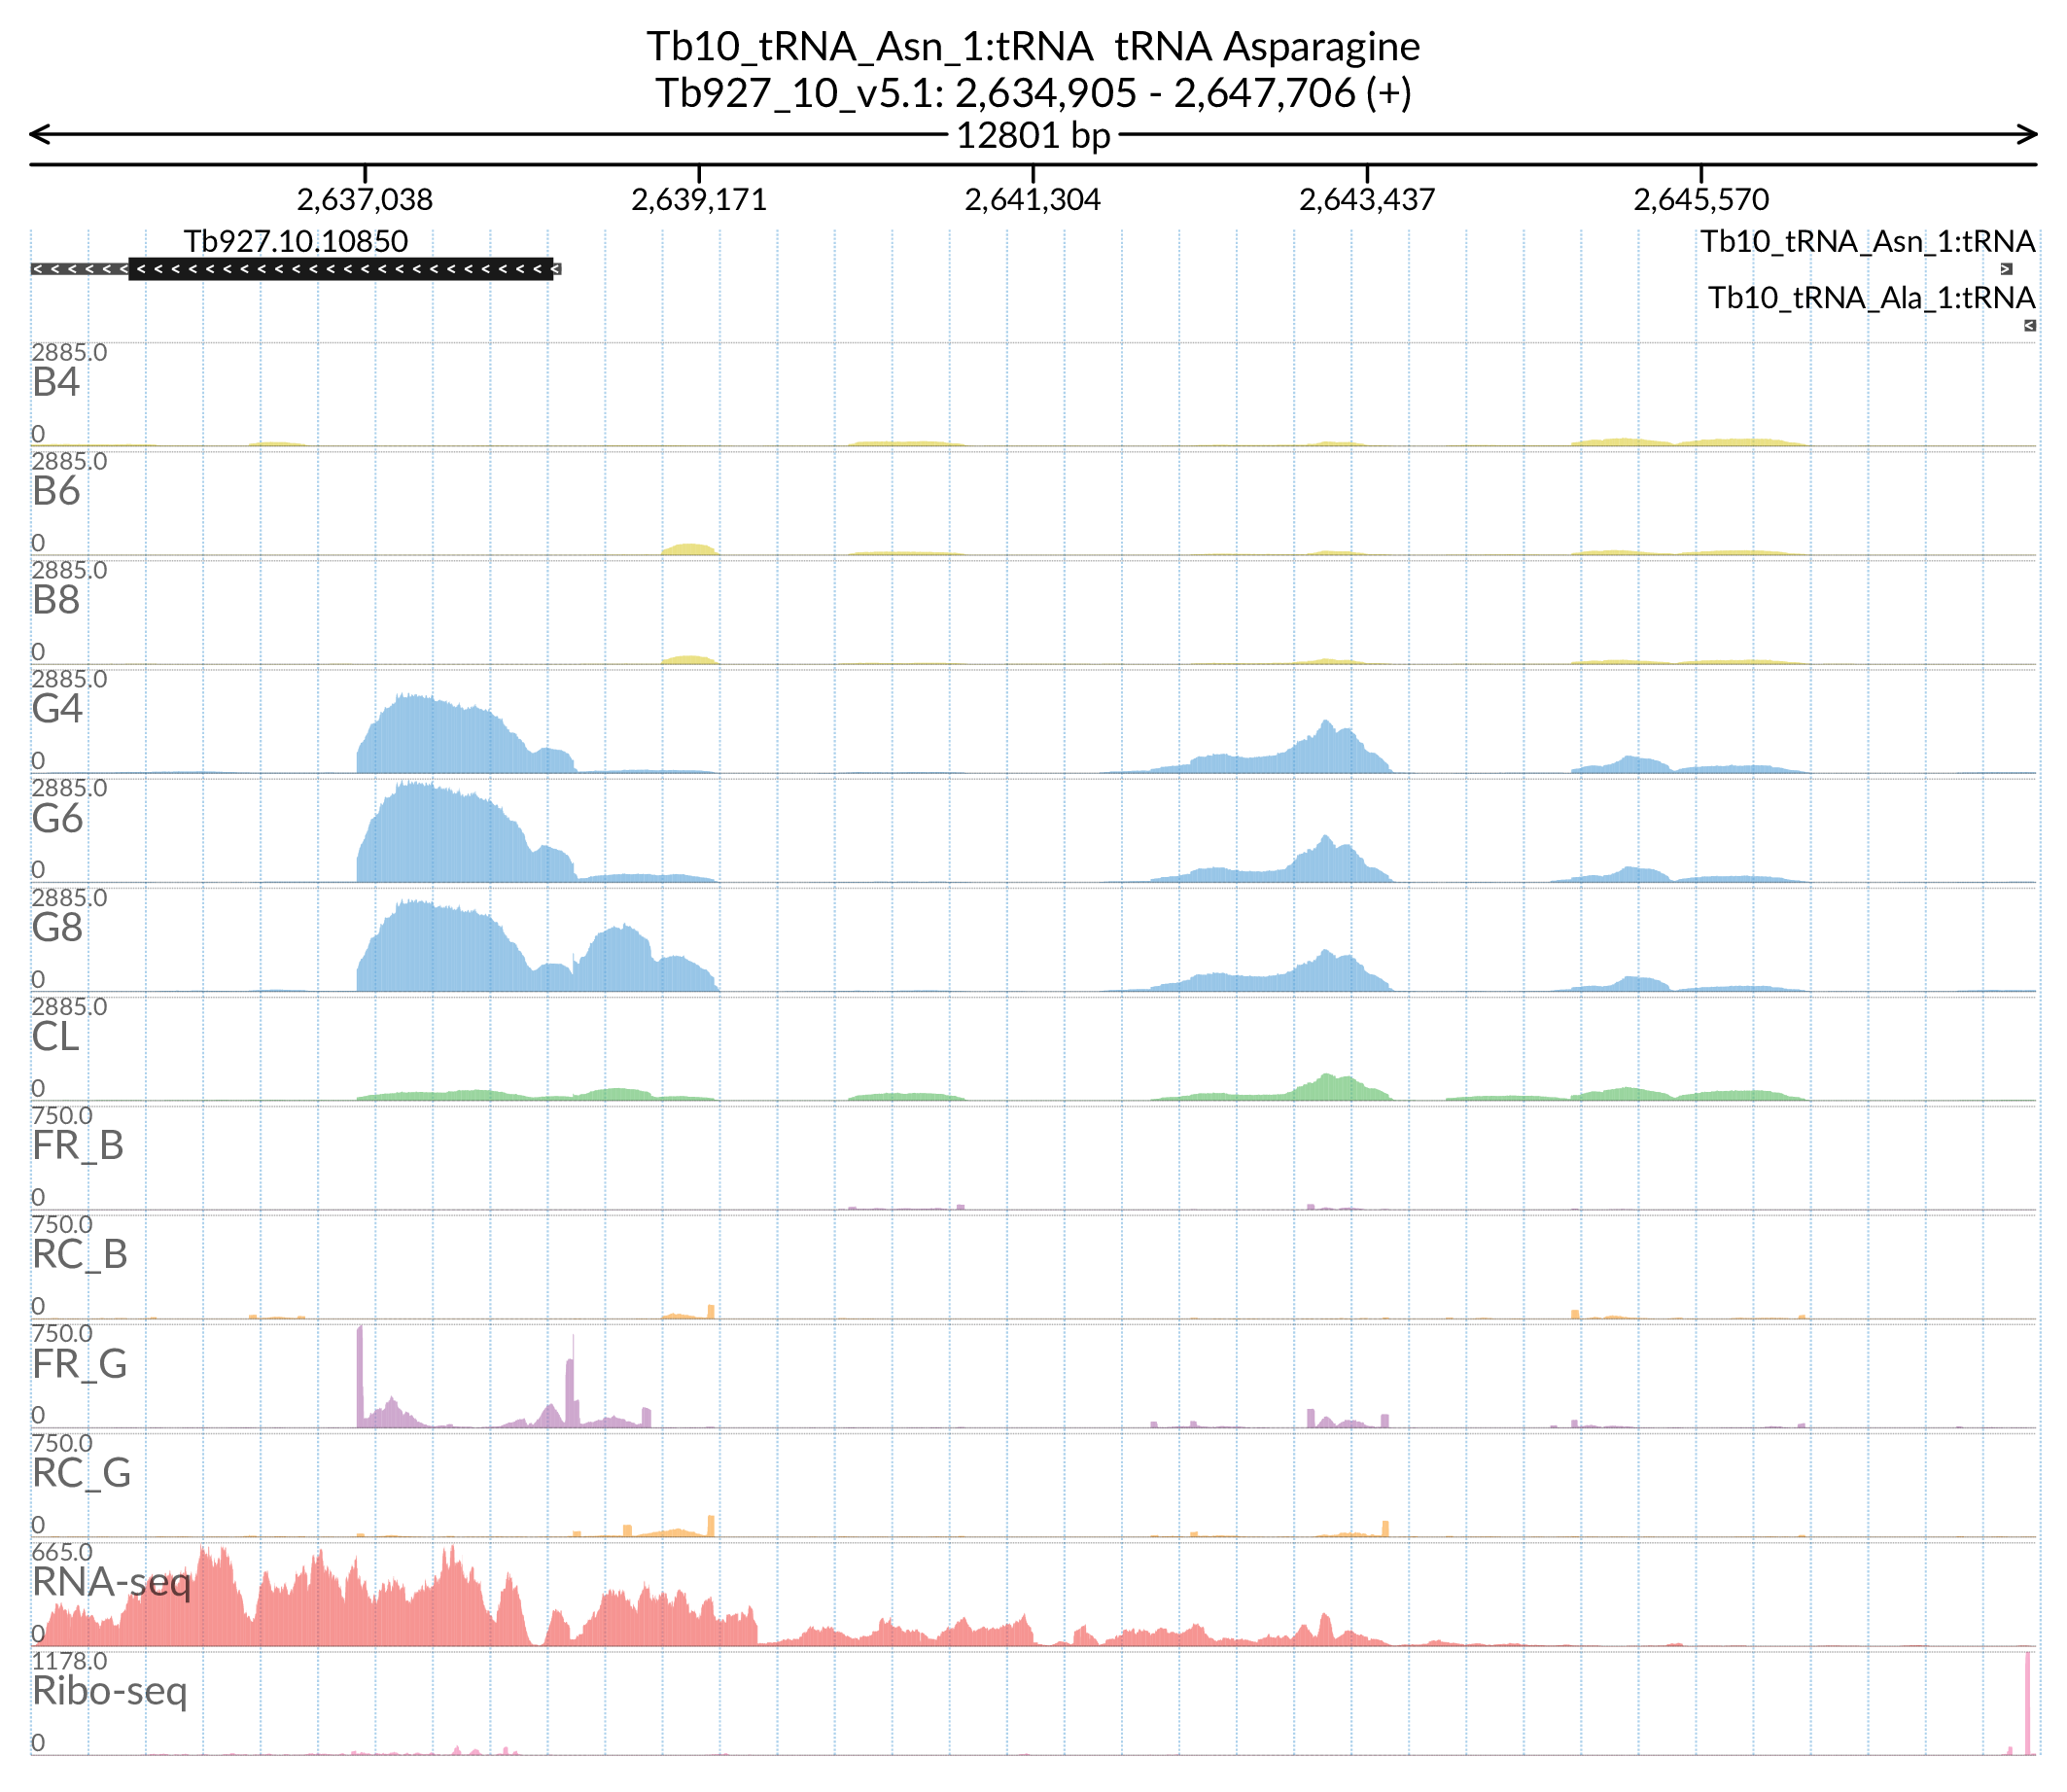 Tb10_tRNA_Asn_1:tRNA  tRNA Asparagine
Tb927_10_v5.1: 2,634,905 - 2,647,706 (+)
12801 bp
2,637,038 2,639,171 2,641,304 2,643,437 2,645,570
Tb927.10.10850 Tb10_tRNA_Asn_1:tRNA
Tb10_tRNA_Ala_1:tRNA
2885.0
B4
0
2885.0
B6
0
2885.0
B8
0
2885.0
G4
0
2885.0
G6
0
2885.0
G8
0
2885.0
CL
0
750.0
FR_B
0
750.0
RC_B
0
750.0
FR_G
0
750.0
RC_G
0
665.0
RNA-seq
0
1178.0
Ribo-seq
0